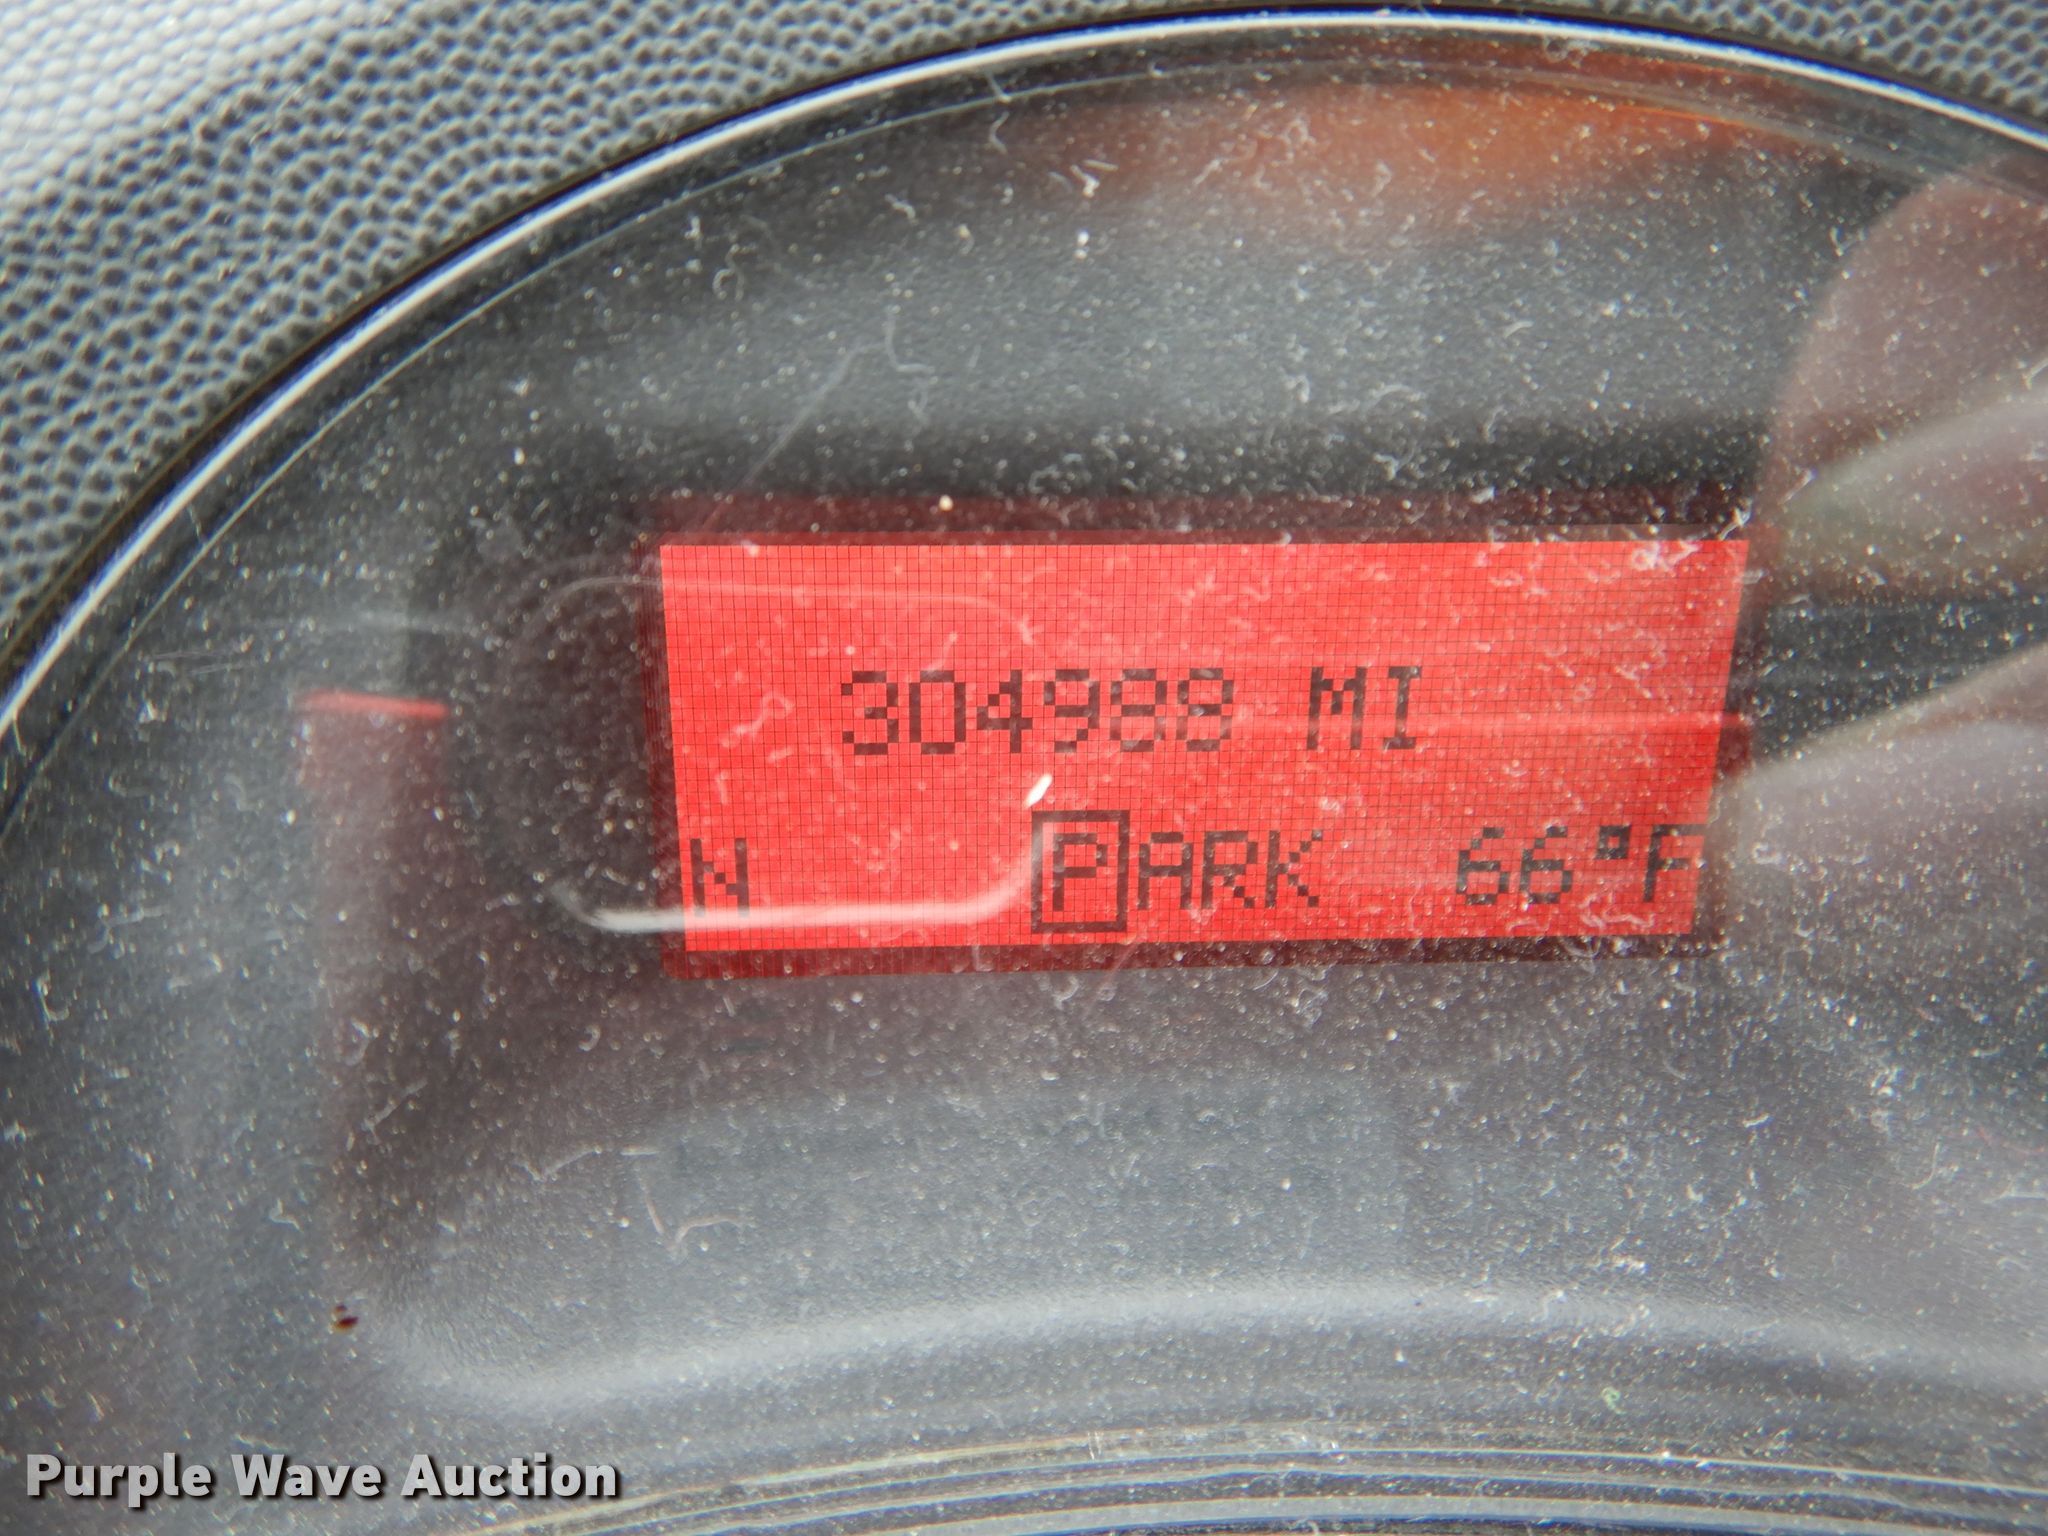 304988 MI
N PARK 66°F
Purple Wave Auction